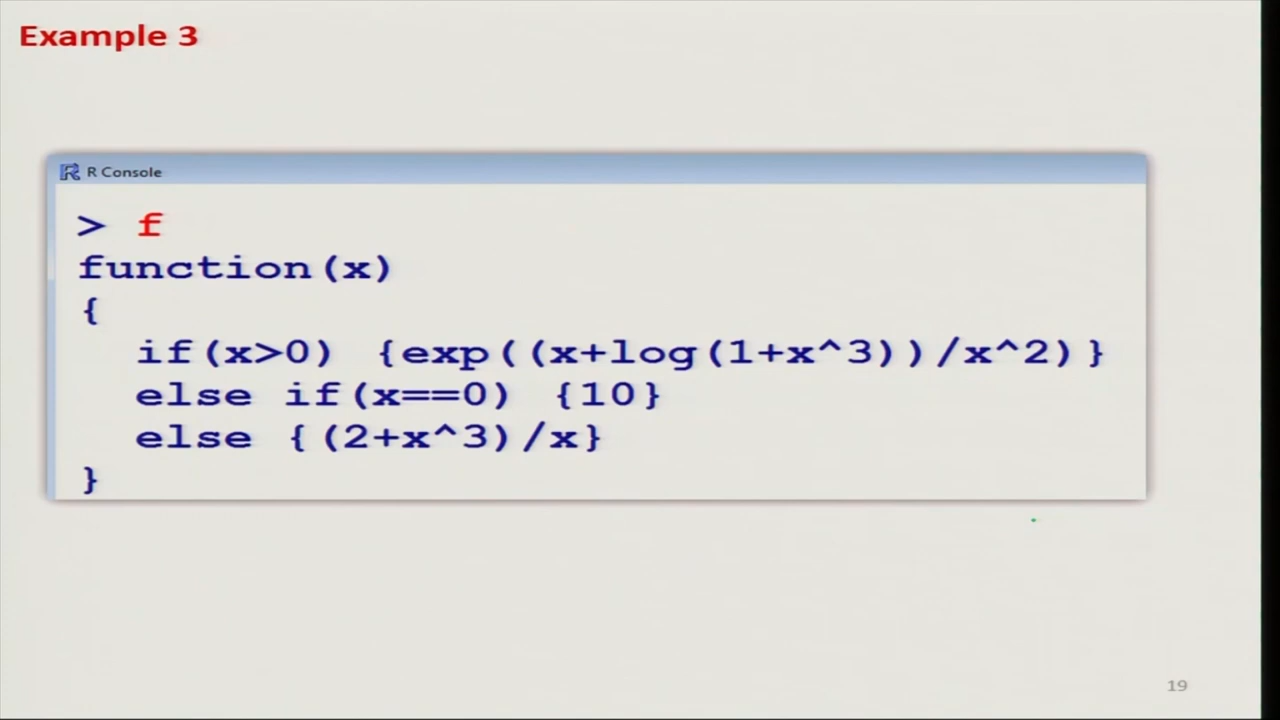 Example 3
R Console
> f
function(x)
{
if(x>0) {exp((x+log(1+x^3))/x^2)}
else if(x==0) {10}
else {(2+x^3)/x}
}
19